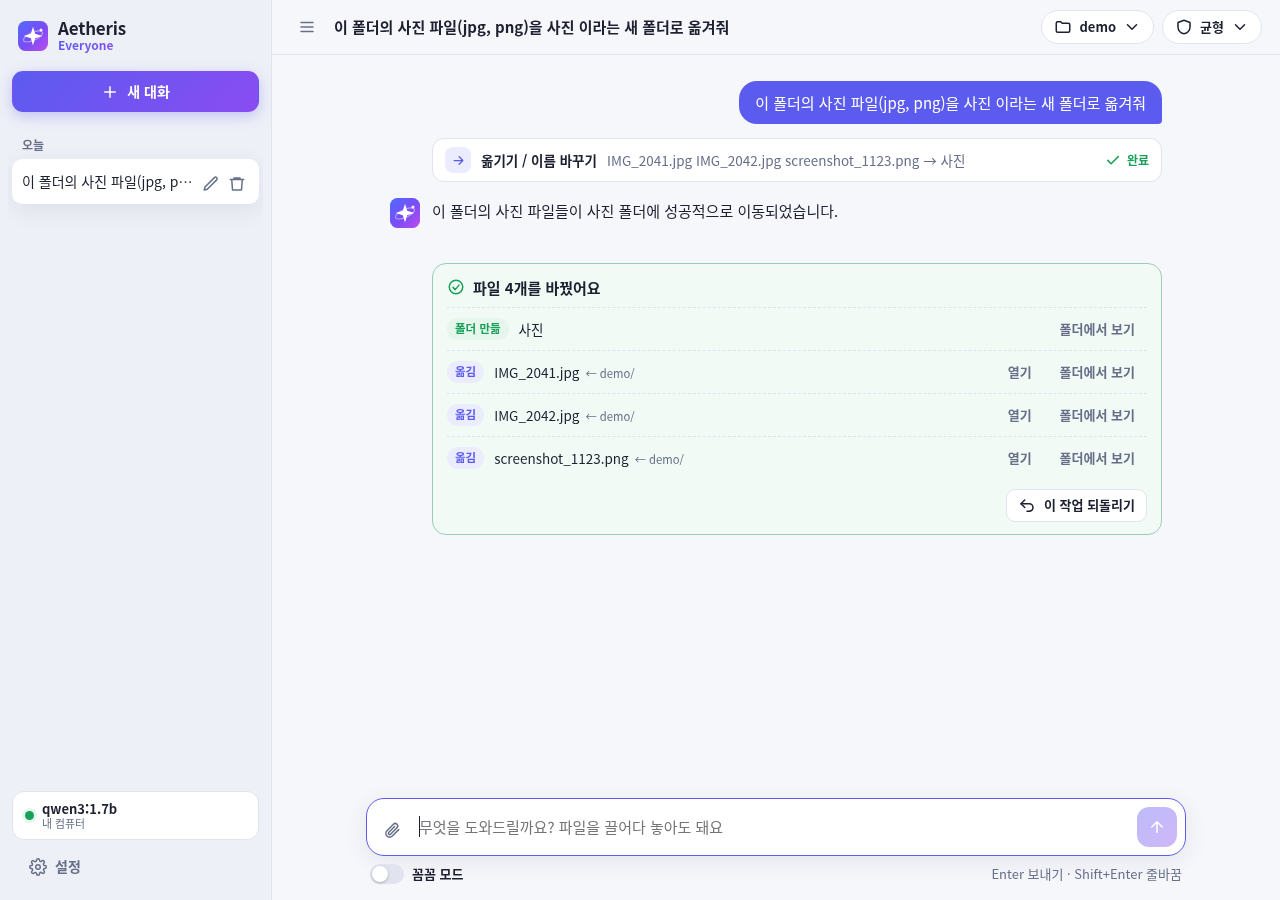 Aetheris
Everyone
새 대화
오늘
이 폴더의 사진 파일(jpg, p…
qwen3:1.7b
내 컴퓨터
설정
이 폴더의 사진 파일(jpg, png)을 사진 이라는 새 폴더로 옮겨줘
demo
균형
이 폴더의 사진 파일(jpg, png)을 사진 이라는 새 폴더로 옮겨줘
옮기기 / 이름 바꾸기 IMG_2041.jpg IMG_2042.jpg screenshot_1123.png → 사진 완료
이 폴더의 사진 파일들이 사진 폴더에 성공적으로 이동되었습니다.
파일 4개를 바꿨어요
폴더 만듦 사진 폴더에서 보기
옮김 IMG_2041.jpg ← demo/ 열기 폴더에서 보기
옮김 IMG_2042.jpg ← demo/ 열기 폴더에서 보기
옮김 screenshot_1123.png ← demo/ 열기 폴더에서 보기
이 작업 되돌리기
무엇을 도와드릴까요? 파일을 끌어다 놓아도 돼요
꼼꼼 모드
Enter 보내기 · Shift+Enter 줄바꿈